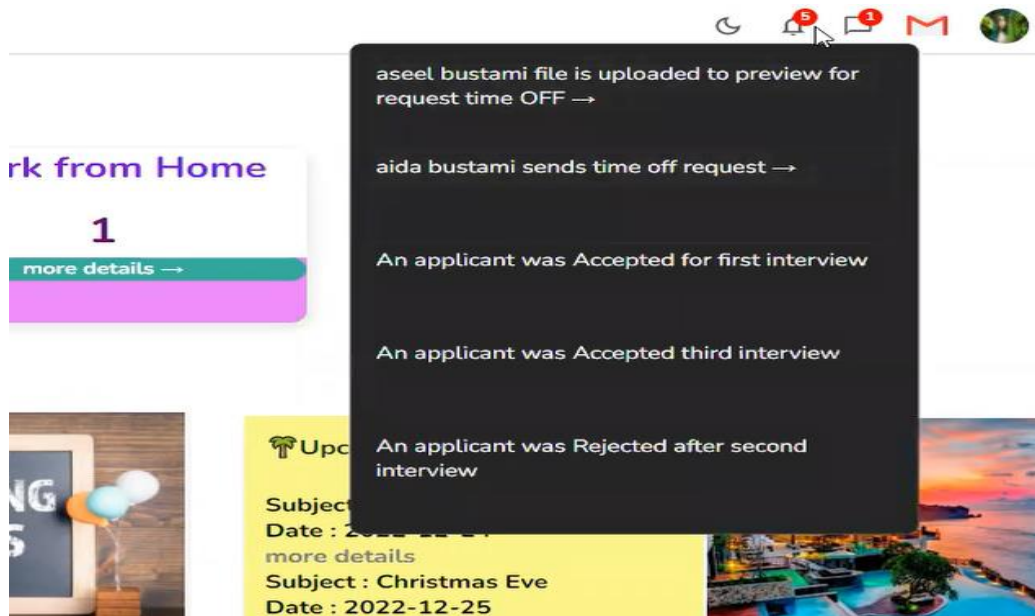 5
1
aseel bustami file is uploaded to preview for
request time OFF →
aida bustami sends time off request →
An applicant was Accepted for first interview
An applicant was Accepted third interview
An applicant was Rejected after second
interview
rk from Home
1
more details →
NG
S
🌴Upc
Subject
Date :
more details
Subject : Christmas Eve
Date : 2022-12-25